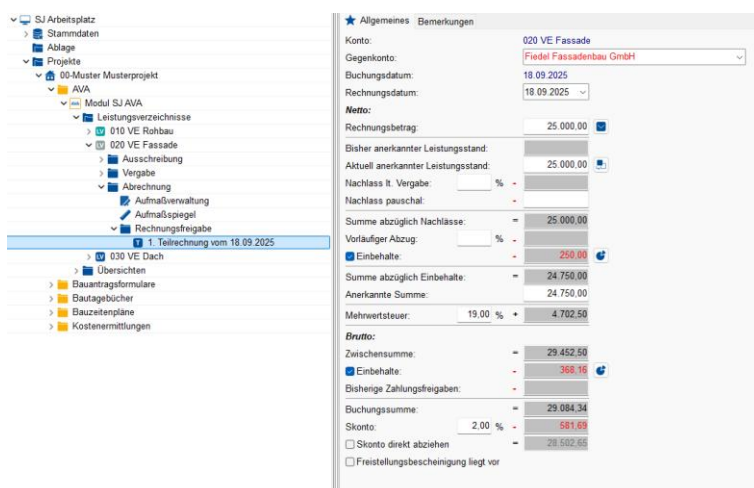 SJ Arbeitsplatz
Stammdaten
Ablage
Projekte
00-Muster Musterprojekt
AVA
Modul SJ AVA
Leistungsverzeichnisse
LV 010 VE Rohbau
LV 020 VE Fassade
Ausschreibung
Vergabe
Abrechnung
Aufmaßverwaltung
Aufmaßspiegel
Rechnungsfreigabe
T 1. Teilrechnung vom 18.09.2025
LV 030 VE Dach
Übersichten
Bauantragsformulare
Bautagebücher
Bauzeitenpläne
Kostenermittlungen
Allgemeines Bemerkungen
Konto: 020 VE Fassade
Gegenkonto: Fiedel Fassadenbau GmbH
Buchungsdatum: 18.09.2025
Rechnungsdatum: 18.09.2025
Netto:
Rechnungsbetrag: 25.000,00
Bisher anerkannter Leistungsstand:
Aktuell anerkannter Leistungsstand: 25.000,00
Nachlass lt. Vergabe: % -
Nachlass pauschal: -
Summe abzüglich Nachlässe: = 25.000,00
Vorläufiger Abzug: % -
Einbehalte: - 250,00
Summe abzüglich Einbehalte: = 24.750,00
Anerkannte Summe: 24.750,00
Mehrwertsteuer: 19,00 % + 4.702,50
Brutto:
Zwischensumme: = 29.452,50
Einbehalte: - 368,16
Bisherige Zahlungsfreigaben: -
Buchungssumme: = 29.084,34
Skonto: 2,00 % - 581,69
Skonto direkt abziehen = 28.502,65
Freistellungsbescheinigung liegt vor